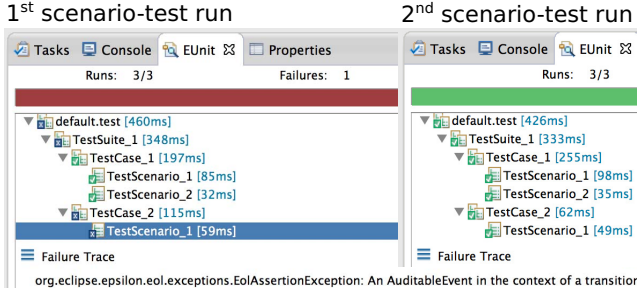 1st scenario-test run
Tasks Console EUnit Properties
Runs: 3/3 Failures: 1
default.test [460ms]
TestSuite_1 [348ms]
TestCase_1 [197ms]
TestScenario_1 [85ms]
TestScenario_2 [32ms]
TestCase_2 [115ms]
TestScenario_1 [59ms]
Failure Trace
2nd scenario-test run
Tasks Console EUnit
Runs: 3/3
default.test [426ms]
TestSuite_1 [333ms]
TestCase_1 [255ms]
TestScenario_1 [98ms]
TestScenario_2 [35ms]
TestCase_2 [62ms]
TestScenario_1 [49ms]
Failure Trace
org.eclipse.epsilon.eol.exceptions.EolAssertionException: An AuditableEvent in the context of a transition